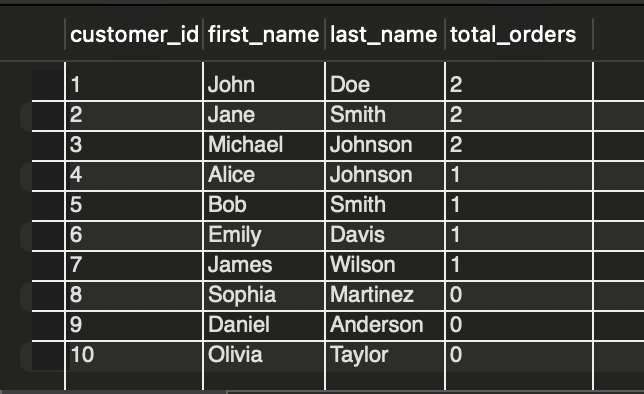 customer_id first_name last_name total_orders
1 John Doe 2
2 Jane Smith 2
3 Michael Johnson 2
4 Alice Johnson 1
5 Bob Smith 1
6 Emily Davis 1
7 James Wilson 1
8 Sophia Martinez 0
9 Daniel Anderson 0
10 Olivia Taylor 0